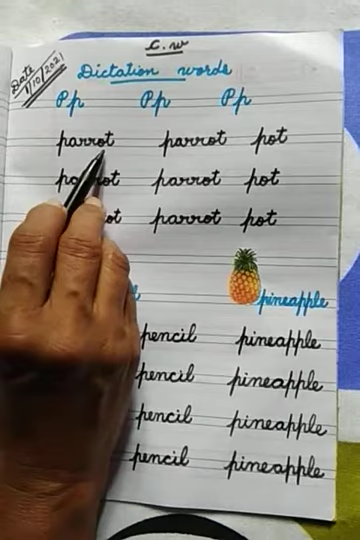 C.W
Date
1/10/2021
Dictation words
Pp Pp Pp
parrot parrot pot
parrot pot
parrot pot
pineapple
pencil pineapple
pencil pineapple
pencil pineapple
pencil pineapple